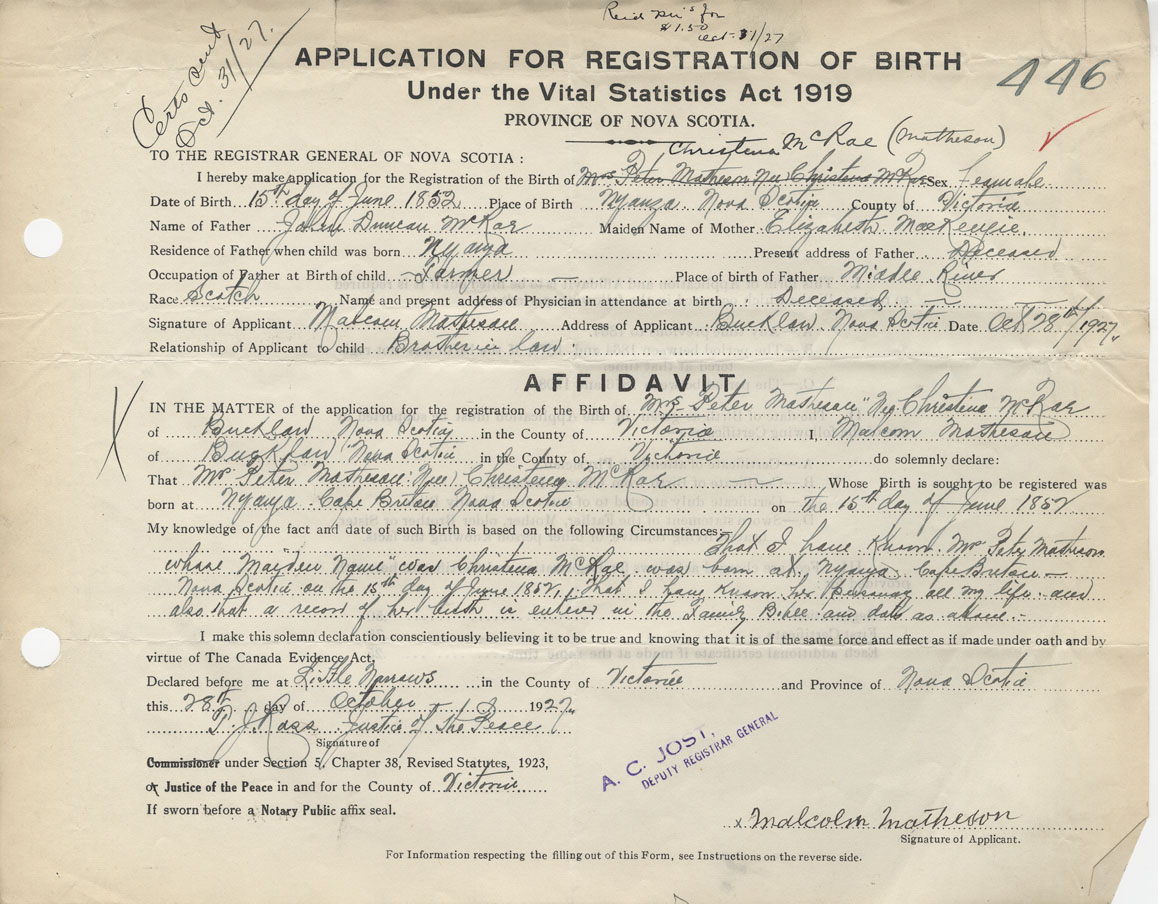 Recd Mrs for
$1.50
Oct-31/27
Certs sent
Oct. 31/27.
APPLICATION FOR REGISTRATION OF BIRTH
446
Under the Vital Statistics Act 1919
PROVINCE OF NOVA SCOTIA.
Christena McRae (Matheson)
TO THE REGISTRAR GENERAL OF NOVA SCOTIA :
I hereby make application for the Registration of the Birth of Mrs Peter Matheson Nee Christena McRae Sex Feamale
Date of Birth 15th day of June 1852 Place of Birth Nyanza Nova Scotia County of Victoria
Name of Father John Duncan McRae Maiden Name of Mother Elizabeth MacKenzie.
Residence of Father when child was born Nyanza Present address of Father Deceased
Occupation of Father at Birth of child — Farmer — Place of birth of Father Middle River
Race Scotch Name and present address of Physician in attendance at birth : Deceased —
Signature of Applicant Malcom Matheson Address of Applicant Bucklaw. Nova Scotia Date Oct 28th/1927.
Relationship of Applicant to child Brother in law
AFFIDAVIT
IN THE MATTER of the application for the registration of the Birth of Mrs Peter Matheson" Nee Christena McRae
of Bucklaw Nova Scotia in the County of Victoria I, Malcom Matheson
of Bucklaw Nova Scotia in the County of Victoria do solemnly declare:
That Mrs Peter Matheson (Nee) Christena McRae — Whose Birth is sought to be registered was
born at Nyanza Cape Breton Nova Scotia on the 15th day of June 1852
My knowledge of the fact and date of such Birth is based on the following Circumstances:— That I have Known Mrs Peter Matheson
whose "Maiden Name" was Christena McRae was born at Nyanza Cape Breton —
Nova Scotia on the 15th day of June 1852, That I have Known her Personay all my life. and
also that a record of her birth is entered in the Family Bible and date as above.-
I make this solemn declaration conscientiously believing it to be true and knowing that it is of the same force and effect as if made under oath and by
virtue of The Canada Evidence Act.
Declared before me at Little Narrows in the County of Victoria and Province of Nova Scotia
this 28th day of October 1927.
P. J. Ross Justice of The Peace
Signature of
Commissioner under Section 5, Chapter 38, Revised Statutes, 1923,
or Justice of the Peace in and for the County of Victoria
If sworn before a Notary Public affix seal.
A. C. JOST,
DEPUTY REGISTRAR GENERAL
x Malcolm Matheson
Signature of Applicant.
For Information respecting the filling out of this Form, see Instructions on the reverse side.